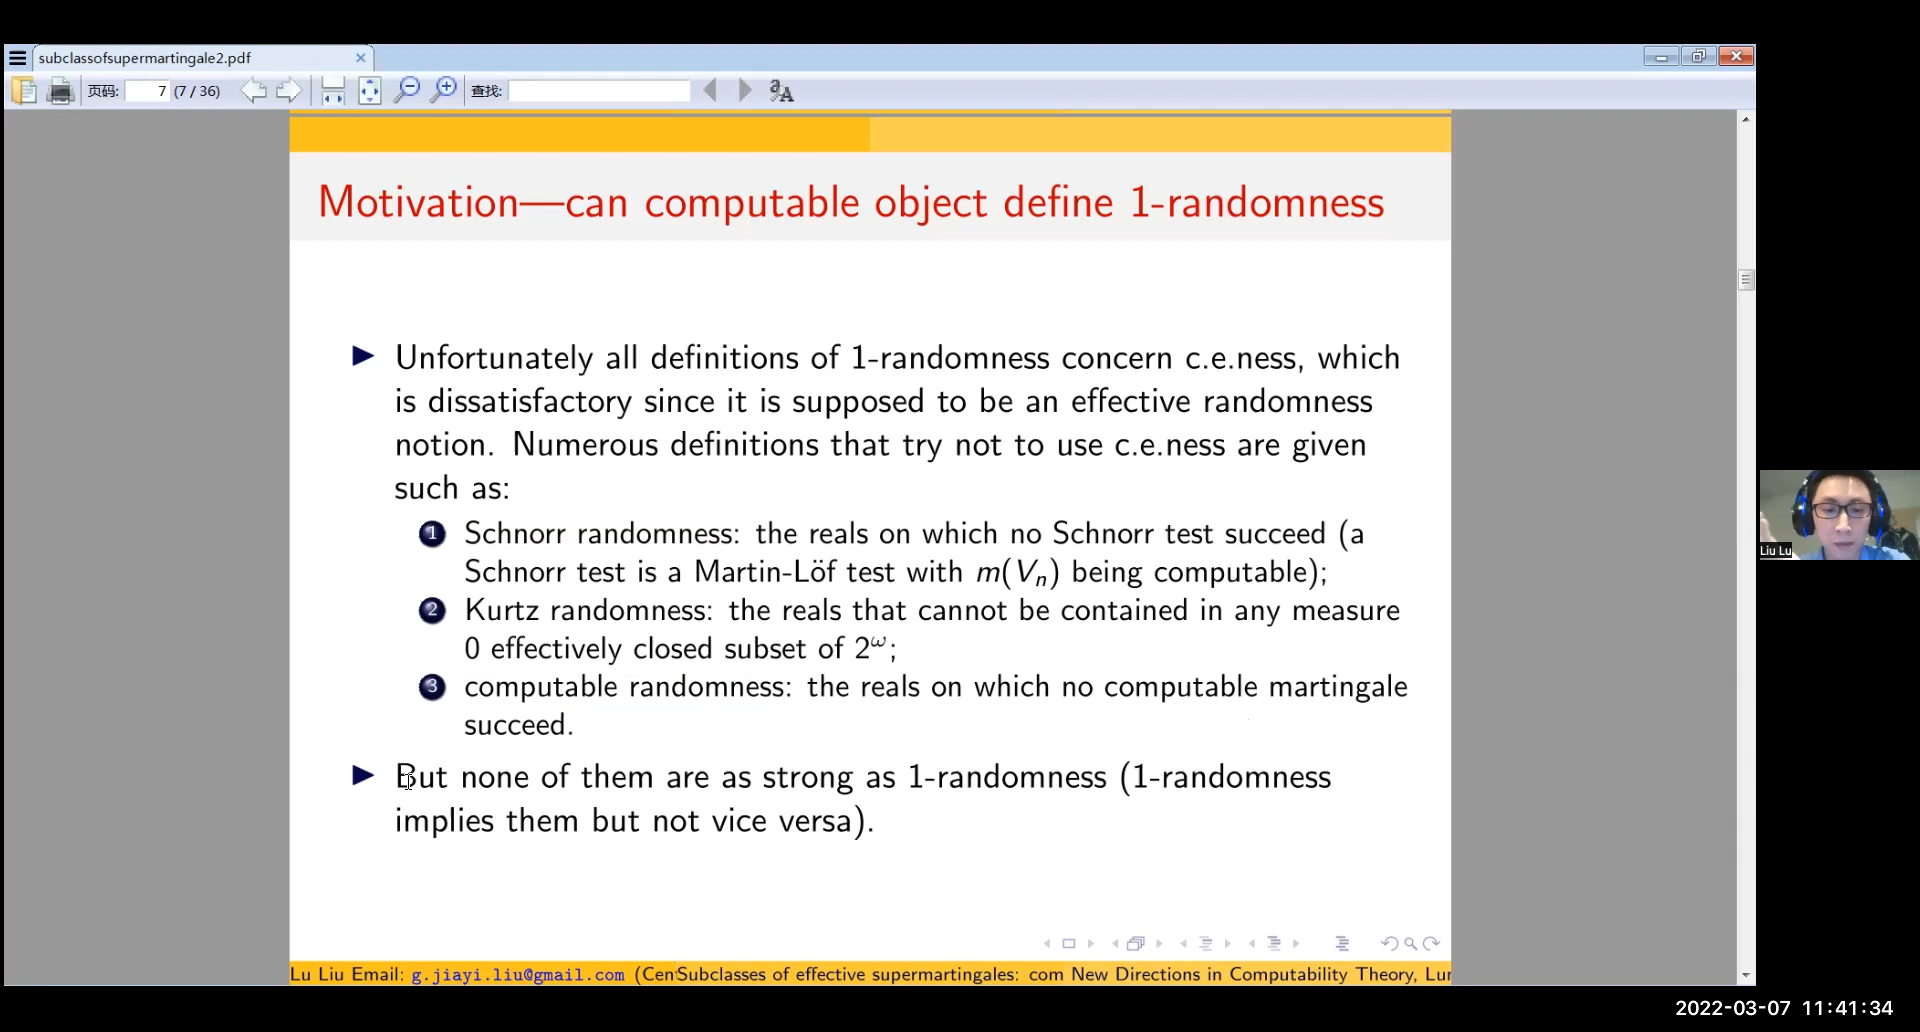 subclassofsupermartingale2.pdf
页码: 7 (7 / 36) 查找:
Motivation—can computable object define 1-randomness
Unfortunately all definitions of 1-randomness concern c.e.ness, which
is dissatisfactory since it is supposed to be an effective randomness
notion. Numerous definitions that try not to use c.e.ness are given
such as:
1 Schnorr randomness: the reals on which no Schnorr test succeed (a
Schnorr test is a Martin-Löf test with m(Vₙ) being computable);
2 Kurtz randomness: the reals that cannot be contained in any measure
0 effectively closed subset of 2^ω;
3 computable randomness: the reals on which no computable martingale
succeed.
But none of them are as strong as 1-randomness (1-randomness
implies them but not vice versa).
Liu Lu
Lu Liu Email: g.jiayi.liu@gmail.com (Cen Subclasses of effective supermartingales: com New Directions in Computability Theory, Lur
2022-03-07 11:41:34